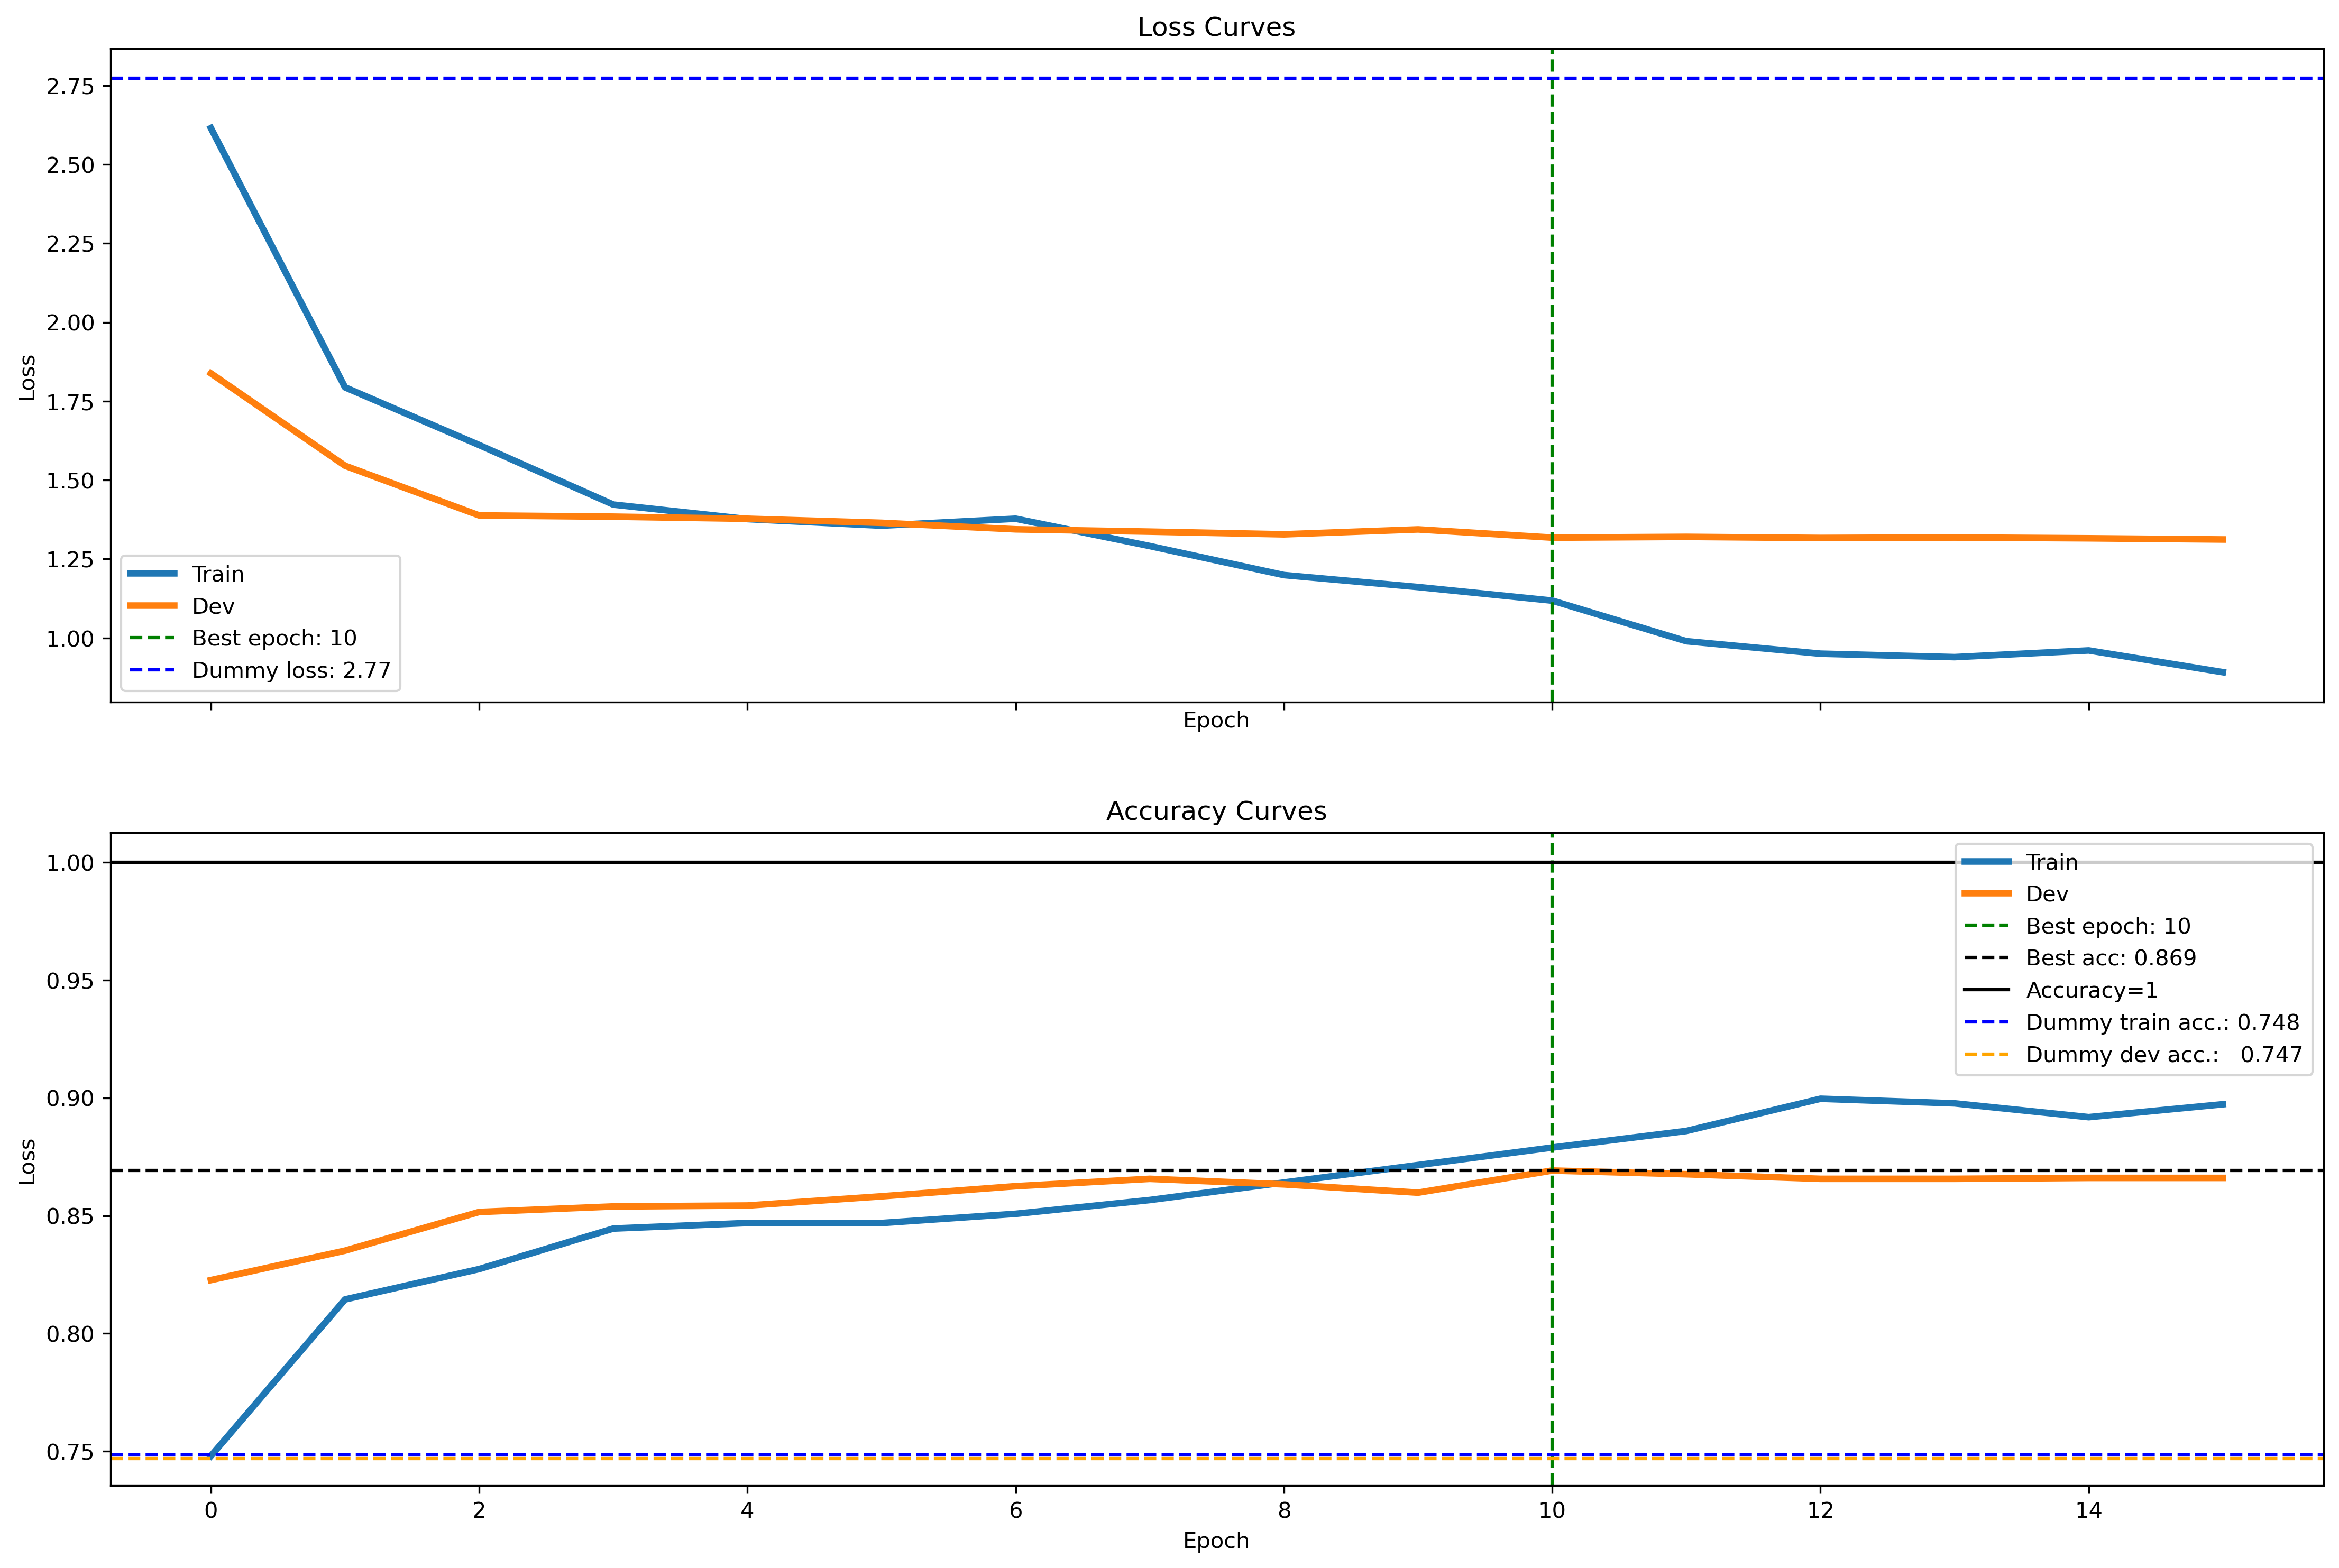 Loss Curves
2.75
2.50
2.25
2.00
1.75
1.50
1.25
1.00
Loss
Train
Dev
Best epoch: 10
Dummy loss: 2.77
Epoch
Accuracy Curves
1.00
0.95
0.90
0.85
0.80
0.75
Loss
Train
Dev
Best epoch: 10
Best acc: 0.869
Accuracy=1
Dummy train acc.: 0.748
Dummy dev acc.:   0.747
0 2 4 6 8 10 12 14
Epoch